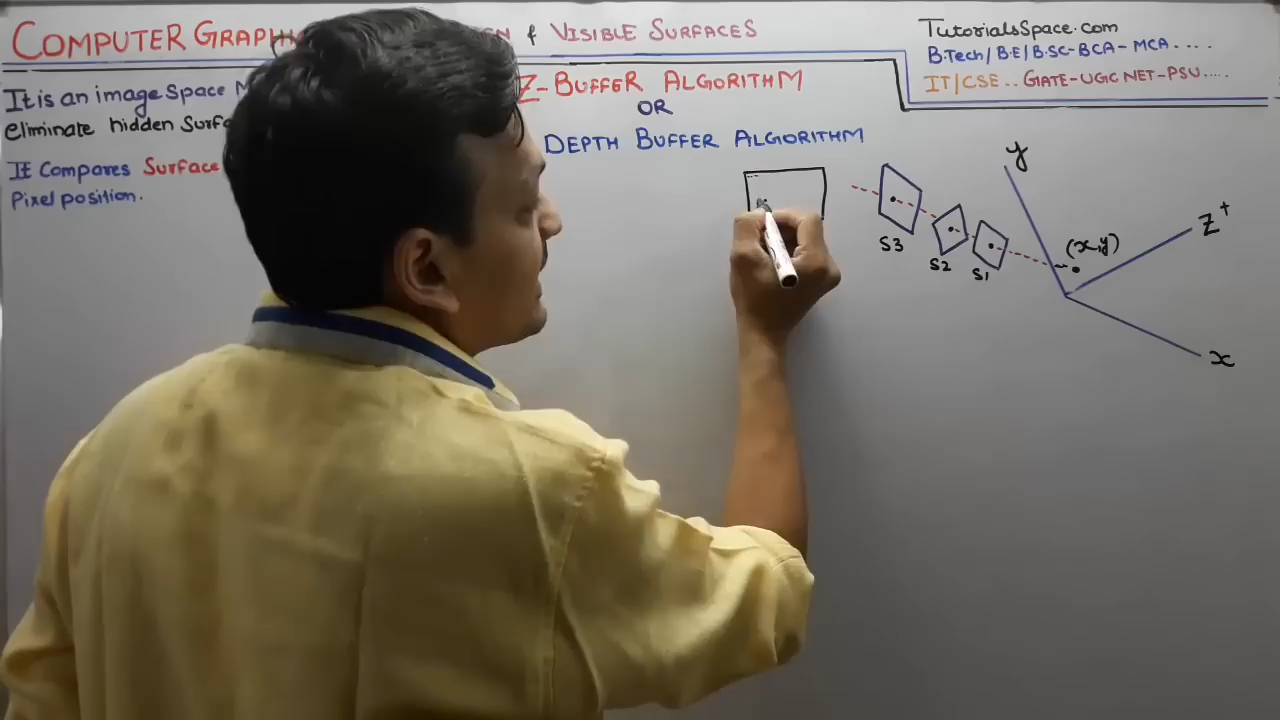 COMPUTER GRAPH & VISIBLE SURFACES
TutorialsSpace.com
B.Tech/B.E/B.SC-BCA-MCA....
IT/CSE..GATE-UGC NET-PSU.....
It is an image Space
eliminate hidden Surfa
It Compares Surface
Pixel position.
Z-BUFFER ALGORITHM
OR
DEPTH BUFFER ALGORITHM
y
z+
(x,y)
S3
S2
S1
x